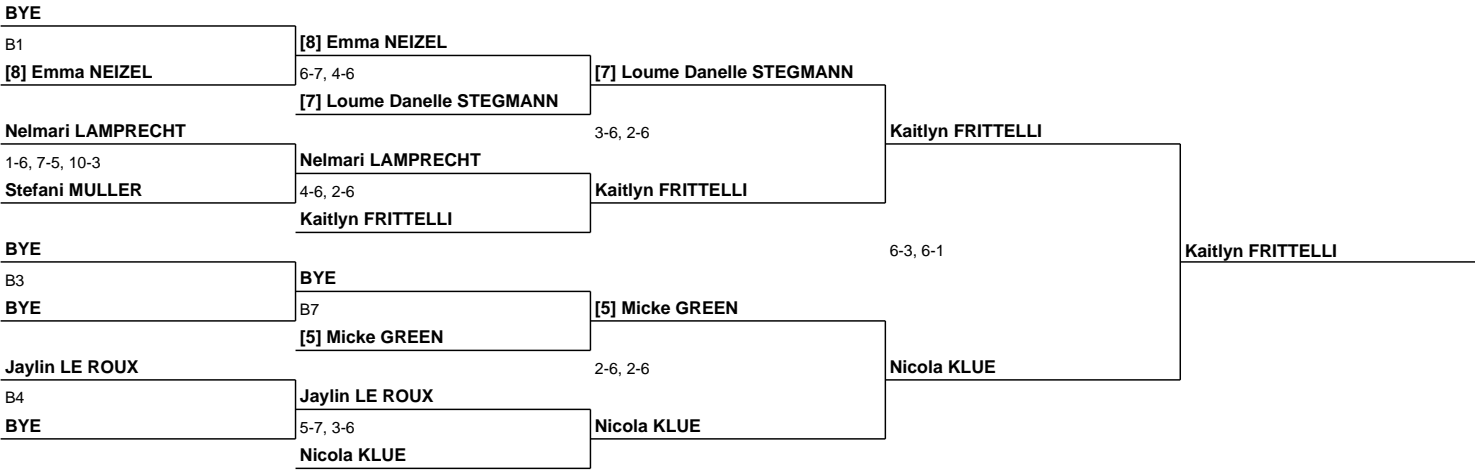 BYE
B1
[8] Emma NEIZEL
[8] Emma NEIZEL
6-7, 4-6
[7] Loume Danelle STEGMANN
[7] Loume Danelle STEGMANN
Nelmari LAMPRECHT
3-6, 2-6
Kaitlyn FRITTELLI
1-6, 7-5, 10-3
Nelmari LAMPRECHT
Stefani MULLER
4-6, 2-6
Kaitlyn FRITTELLI
Kaitlyn FRITTELLI
BYE
6-3, 6-1
Kaitlyn FRITTELLI
B3
BYE
BYE
B7
[5] Micke GREEN
[5] Micke GREEN
Jaylin LE ROUX
2-6, 2-6
Nicola KLUE
B4
Jaylin LE ROUX
BYE
5-7, 3-6
Nicola KLUE
Nicola KLUE